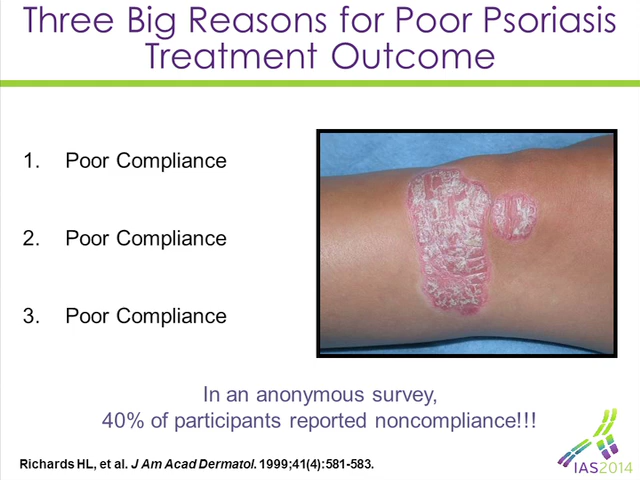 Three Big Reasons for Poor Psoriasis
Treatment Outcome
1. Poor Compliance
2. Poor Compliance
3. Poor Compliance
In an anonymous survey,
40% of participants reported noncompliance!!!
Richards HL, et al. J Am Acad Dermatol. 1999;41(4):581-583.
IAS2014